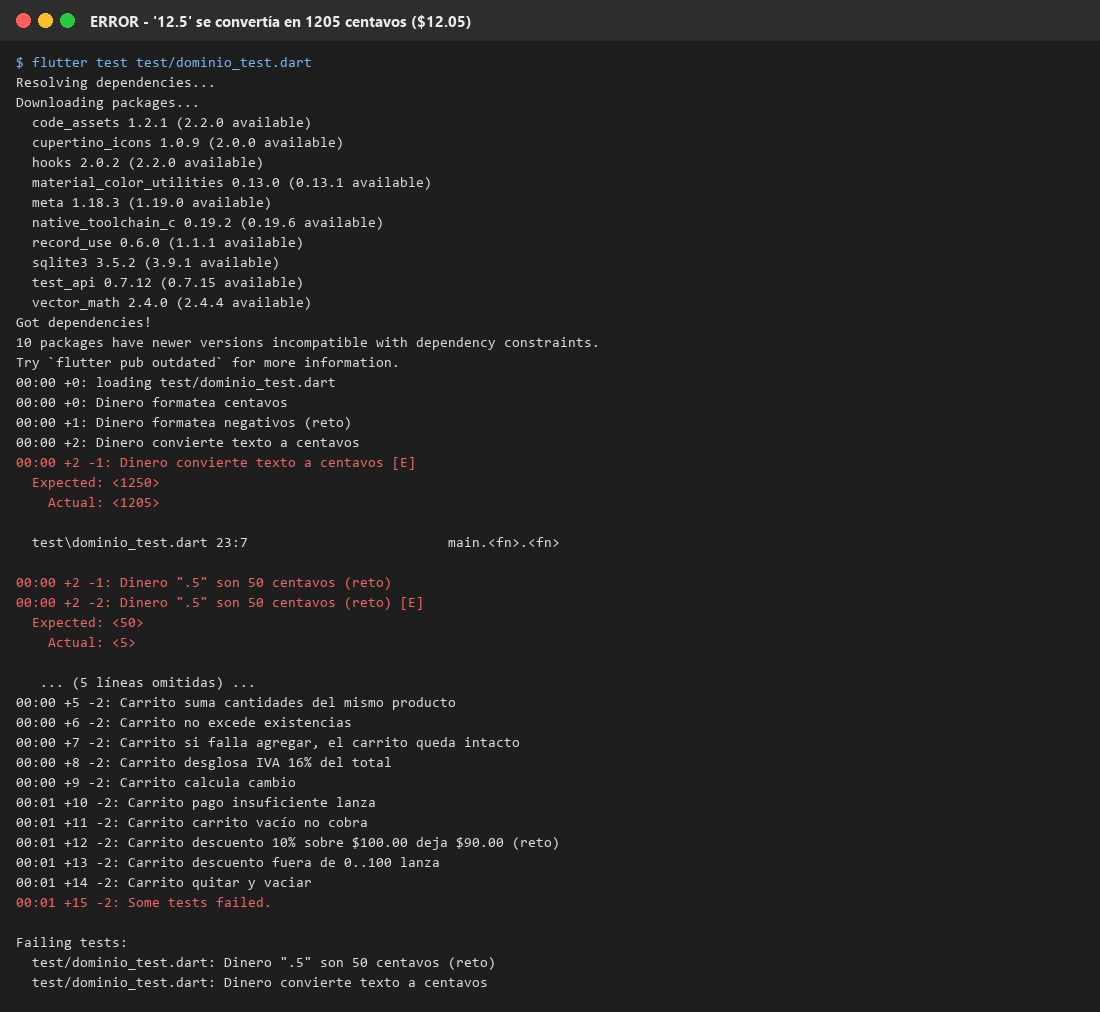 ERROR - '12.5' se convertía en 1205 centavos ($12.05)
$ flutter test test/dominio_test.dart
Resolving dependencies...
Downloading packages...
  code_assets 1.2.1 (2.2.0 available)
  cupertino_icons 1.0.9 (2.0.0 available)
  hooks 2.0.2 (2.2.0 available)
  material_color_utilities 0.13.0 (0.13.1 available)
  meta 1.18.3 (1.19.0 available)
  native_toolchain_c 0.19.2 (0.19.6 available)
  record_use 0.6.0 (1.1.1 available)
  sqlite3 3.5.2 (3.9.1 available)
  test_api 0.7.12 (0.7.15 available)
  vector_math 2.4.0 (2.4.4 available)
Got dependencies!
10 packages have newer versions incompatible with dependency constraints.
Try `flutter pub outdated` for more information.
00:00 +0: loading test/dominio_test.dart
00:00 +0: Dinero formatea centavos
00:00 +1: Dinero formatea negativos (reto)
00:00 +2: Dinero convierte texto a centavos
00:00 +2 -1: Dinero convierte texto a centavos [E]
  Expected: <1250>
    Actual: <1205>
  test\dominio_test.dart 23:7                         main.<fn>.<fn>
00:00 +2 -1: Dinero ".5" son 50 centavos (reto)
00:00 +2 -2: Dinero ".5" son 50 centavos (reto) [E]
  Expected: <50>
    Actual: <5>
   ... (5 líneas omitidas) ...
00:00 +5 -2: Carrito suma cantidades del mismo producto
00:00 +6 -2: Carrito no excede existencias
00:00 +7 -2: Carrito si falla agregar, el carrito queda intacto
00:00 +8 -2: Carrito desglosa IVA 16% del total
00:00 +9 -2: Carrito calcula cambio
00:01 +10 -2: Carrito pago insuficiente lanza
00:01 +11 -2: Carrito carrito vacío no cobra
00:01 +12 -2: Carrito descuento 10% sobre $100.00 deja $90.00 (reto)
00:01 +13 -2: Carrito descuento fuera de 0..100 lanza
00:01 +14 -2: Carrito quitar y vaciar
00:01 +15 -2: Some tests failed.
Failing tests:
  test/dominio_test.dart: Dinero ".5" son 50 centavos (reto)
  test/dominio_test.dart: Dinero convierte texto a centavos